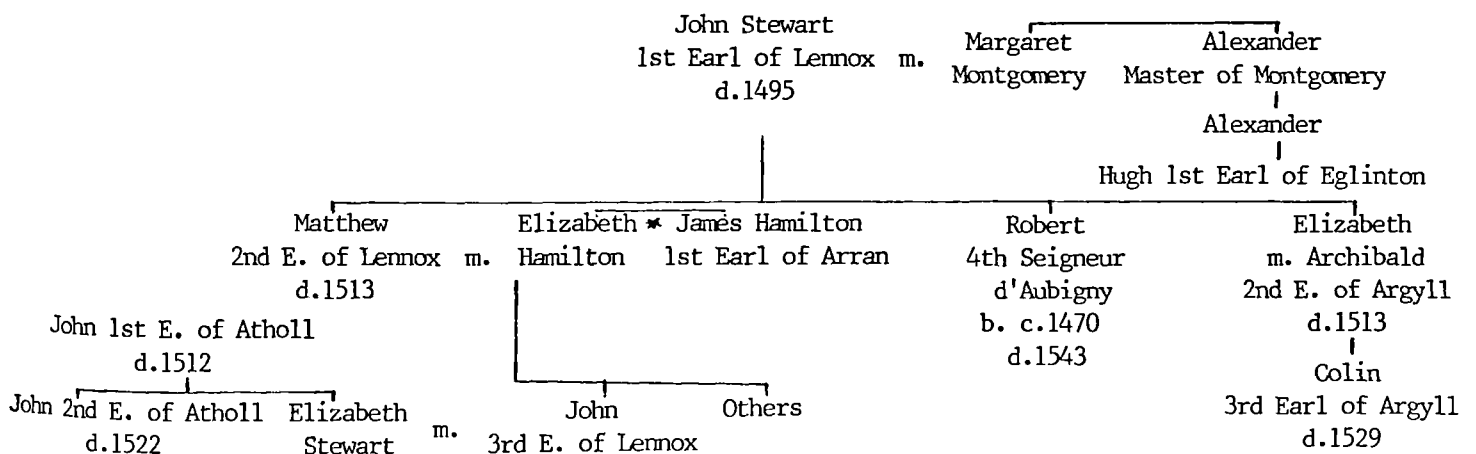 John Stewart
1st Earl of Lennox m.
d.1495
Margaret
Montgomery
Alexander
Master of Montgomery
Alexander
Hugh 1st Earl of Eglinton
Matthew
2nd E. of Lennox m.
d.1513
Elizabeth * James Hamilton
Hamilton 1st Earl of Arran
Robert
4th Seigneur
d'Aubigny
b. c.1470
d.1543
Elizabeth
m. Archibald
2nd E. of Argyll
d.1513
Colin
3rd Earl of Argyll
d.1529
John 1st E. of Atholl
d.1512
John 2nd E. of Atholl
d.1522
Elizabeth
Stewart
m.
John
3rd E. of Lennox
Others